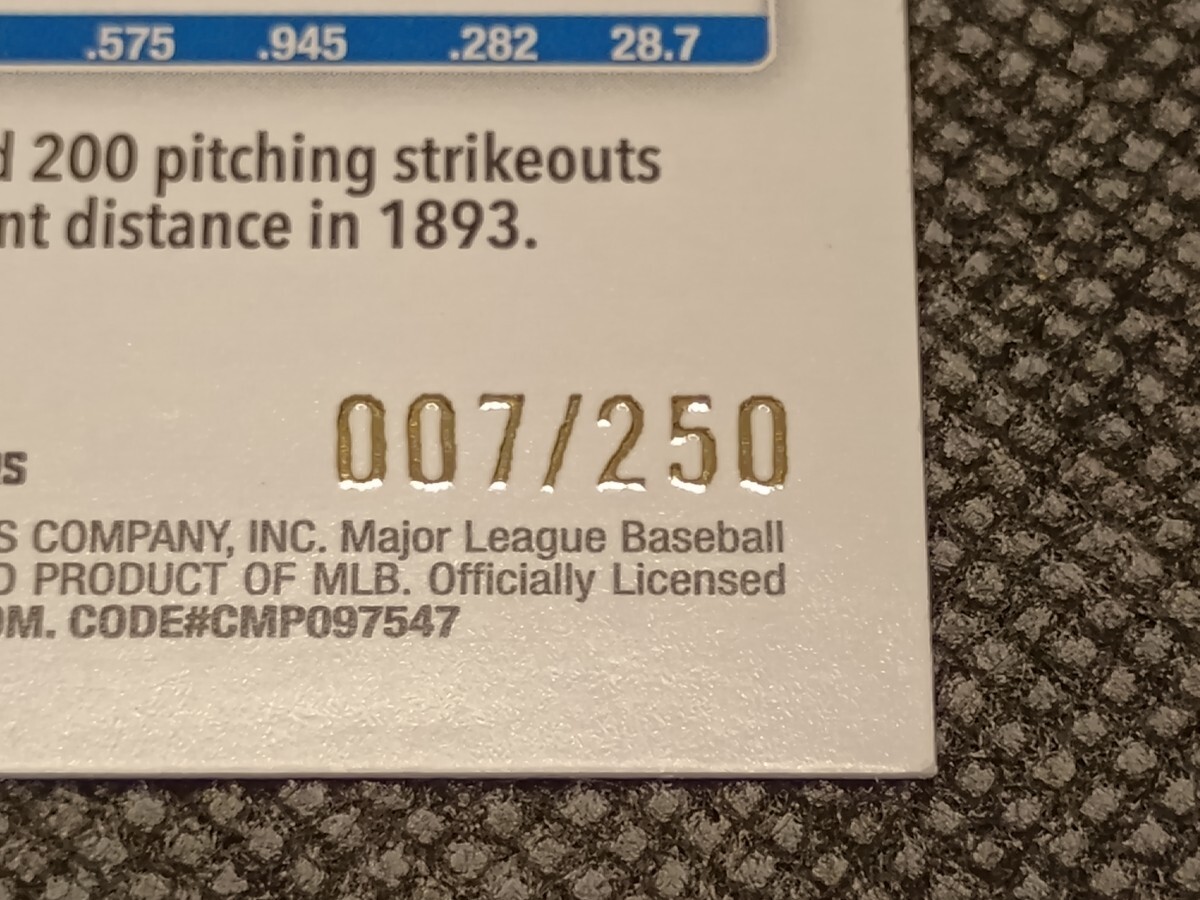 .575 .945 .282 28.7
d 200 pitching strikeouts
nt distance in 1893.
007/250
s
S COMPANY, INC. Major League Baseball
D PRODUCT OF MLB. Officially Licensed
OM. CODE#CMP097547